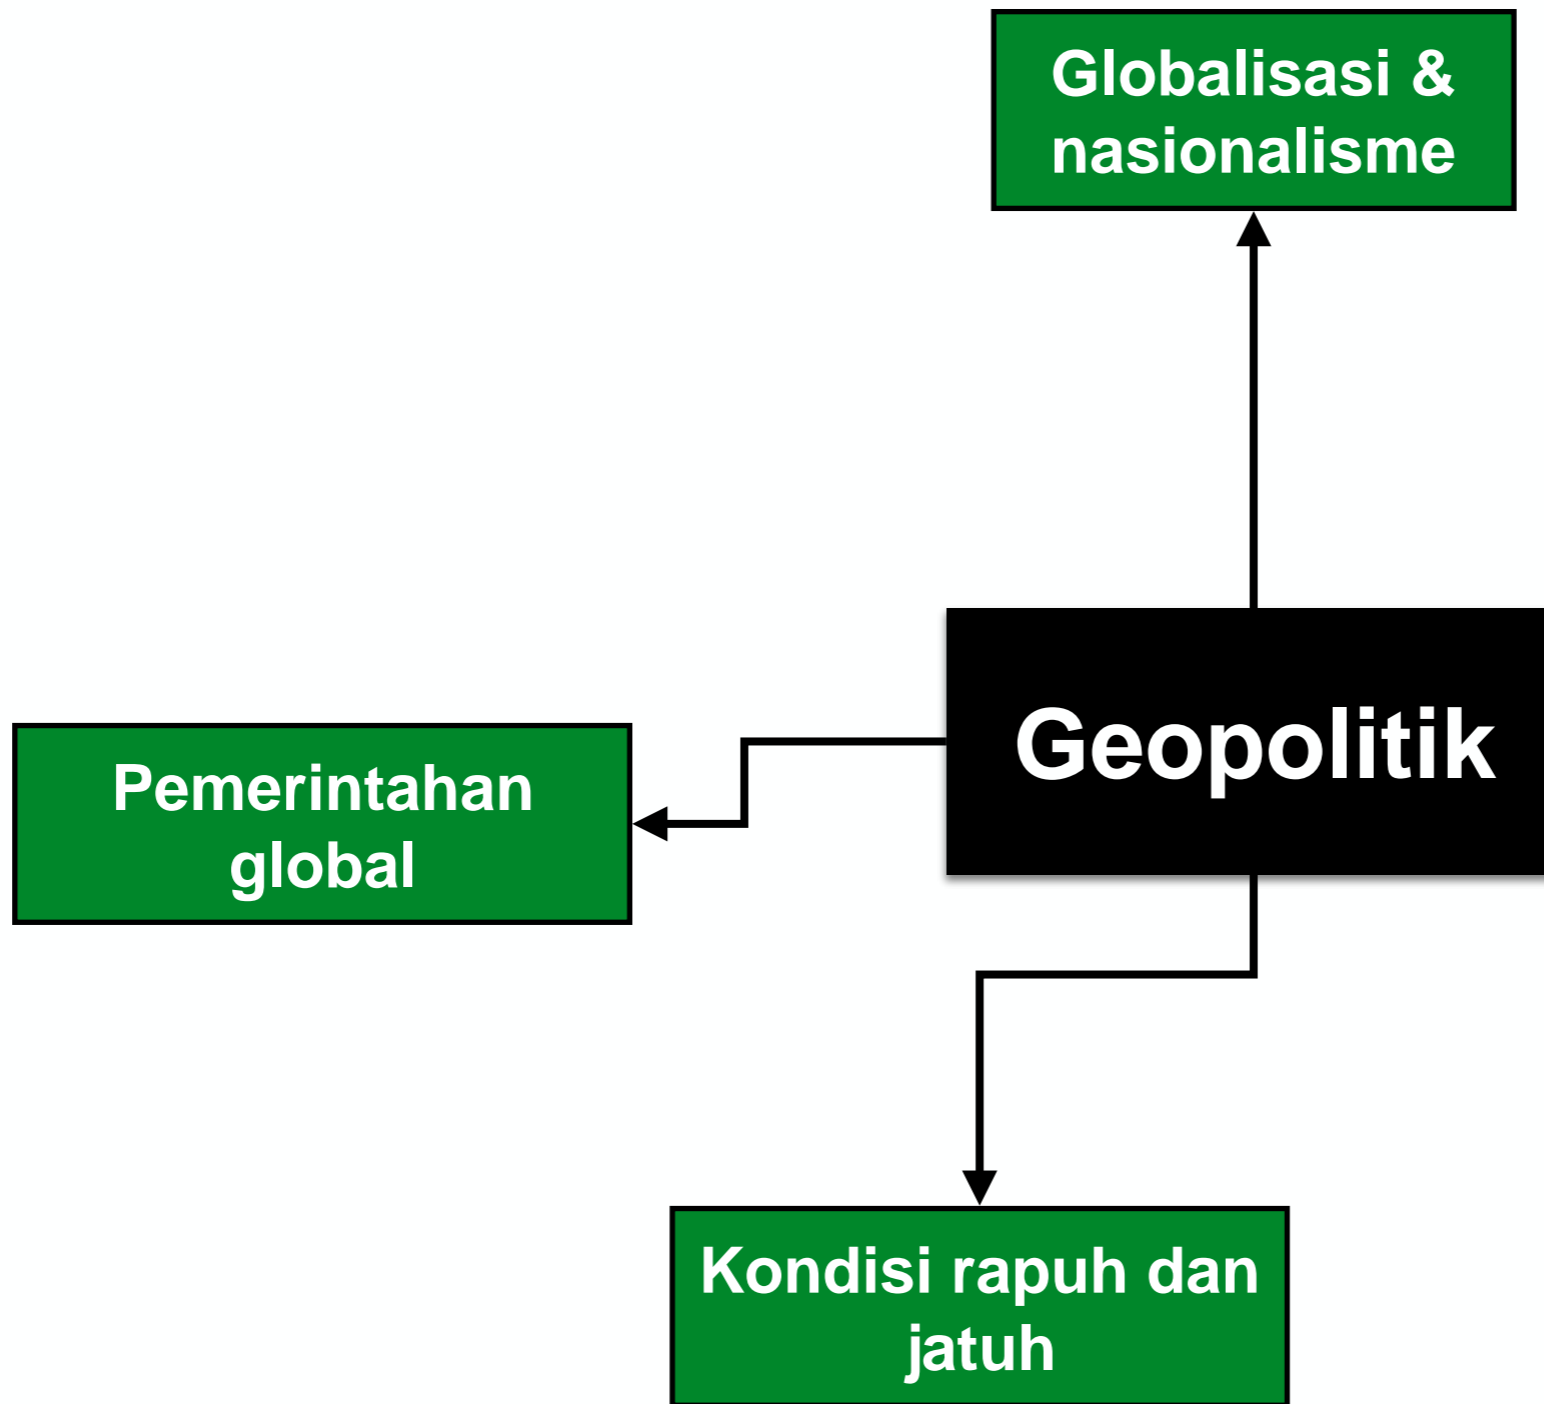 Globalisasi &
nasionalisme
Geopolitik
Pemerintahan
global
Kondisi rapuh dan
jatuh